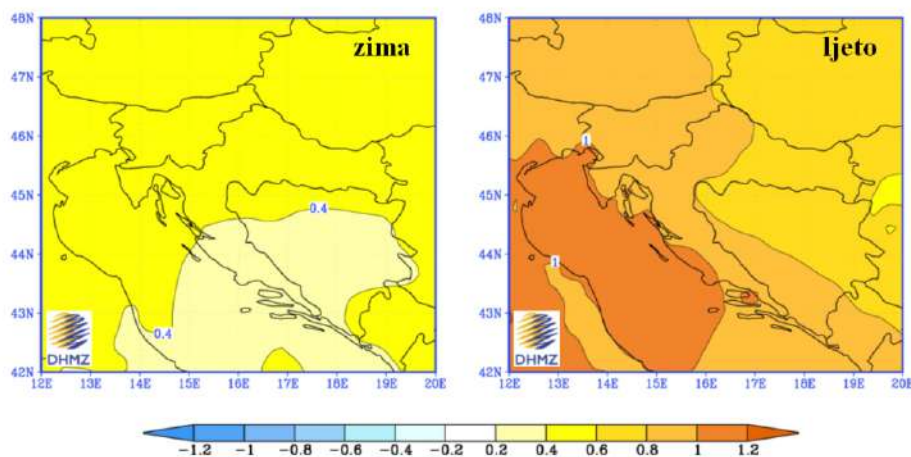 zima
48N
47N
46N
45N
44N
43N
42N
0.4
0.4
DHMZ
12E 13E 14E 15E 16E 17E 18E 19E 20E
ljeto
48N
47N
46N
45N
44N
43N
42N
1
1
DHMZ
12E 13E 14E 15E 16E 17E 18E 19E 20E
-1.2 -1 -0.8 -0.6 -0.4 -0.2 0.2 0.4 0.6 0.8 1 1.2